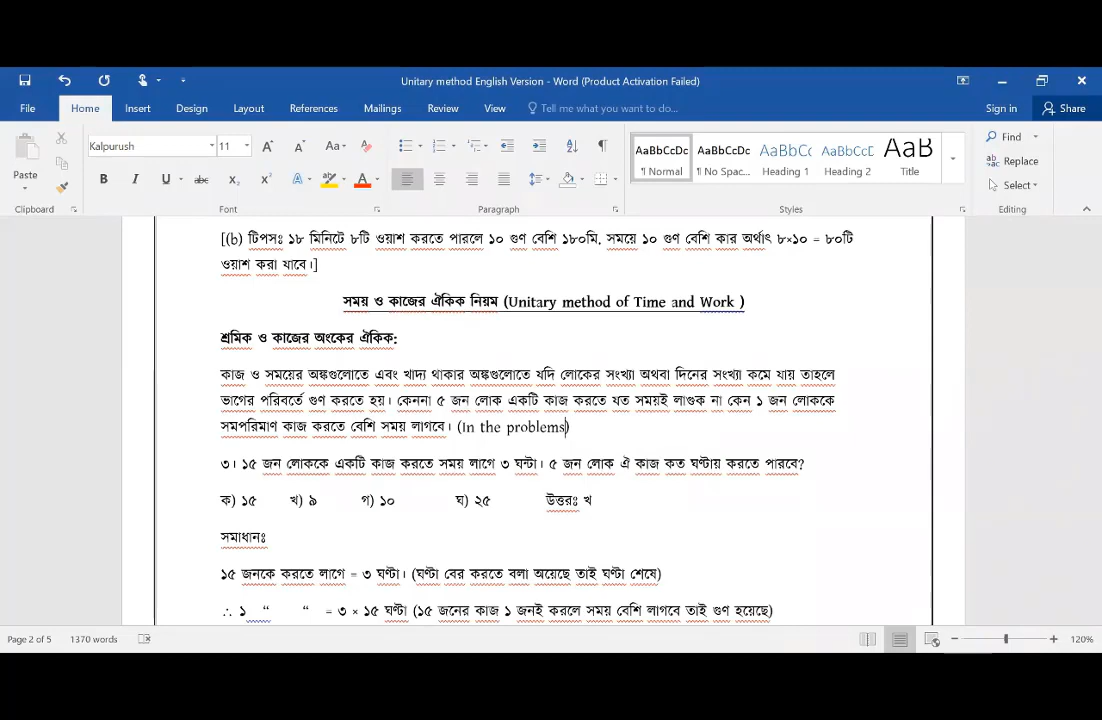 Unitary method English Version - Word (Product Activation Failed)
File Home Insert Design Layout References Mailings Review View Tell me what you want to do... Sign in Share
Paste
Kalpurush 11
AaBbCcDc AaBbCcDc AaBbCc AaBbCcD AaB
¶ Normal ¶ No Spac... Heading 1 Heading 2 Title
Find
Replace
Select
Clipboard Font Paragraph Styles Editing
[(b) টিপসঃ ১৮ মিনিটে ৮টি ওয়াশ করতে পারলে ১০ গুণ বেশি ১৮০মি. সময়ে ১০ গুণ বেশি কার অর্থাৎ ৮×১০ = ৮০টি
ওয়াশ করা যাবে।]
সময় ও কাজের ঐকিক নিয়ম (Unitary method of Time and Work )
শ্রমিক ও কাজের অংকের ঐকিক:
কাজ ও সময়ের অঙ্কগুলোতে এবং খাদ্য থাকার অঙ্কগুলোতে যদি লোকের সংখ্যা অথবা দিনের সংখ্যা কমে যায় তাহলে
ভাগের পরিবর্তে গুণ করতে হয়। কেননা ৫ জন লোক একটি কাজ করতে যত সময়ই লাগুক না কেন ১ জন লোককে
সমপরিমাণ কাজ করতে বেশি সময় লাগবে। (In the problems)
৩। ১৫ জন লোককে একটি কাজ করতে সময় লাগে ৩ ঘন্টা। ৫ জন লোক ঐ কাজ কত ঘণ্টায় করতে পারবে?
ক) ১৫ খ) ৯ গ) ১০ ঘ) ২৫ উত্তরঃ খ
সমাধানঃ
১৫ জনকে করতে লাগে = ৩ ঘণ্টা। (ঘণ্টা বের করতে বলা অয়েছে তাই ঘণ্টা শেষে)
∴ ১ “ “ = ৩ × ১৫ ঘণ্টা (১৫ জনের কাজ ১ জনই করলে সময় বেশি লাগবে তাই গুণ হয়েছে)
Page 2 of 5 1370 words 120%